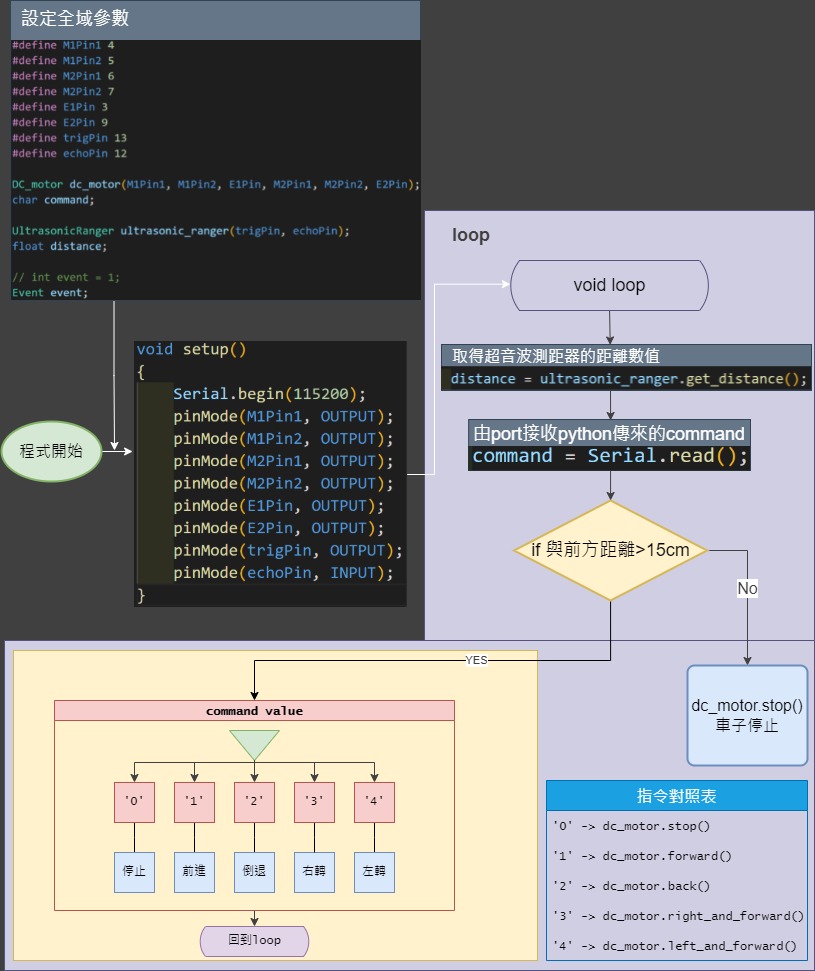 設定全域參數
#define M1Pin1 4
#define M1Pin2 5
#define M2Pin1 6
#define M2Pin2 7
#define E1Pin 3
#define E2Pin 9
#define trigPin 13
#define echoPin 12
DC_motor dc_motor(M1Pin1, M1Pin2, E1Pin, M2Pin1, M2Pin2, E2Pin);
char command;
UltrasonicRanger ultrasonic_ranger(trigPin, echoPin);
float distance;
// int event = 1;
Event event;
程式開始
void setup()
{
Serial.begin(115200);
pinMode(M1Pin1, OUTPUT);
pinMode(M1Pin2, OUTPUT);
pinMode(M2Pin1, OUTPUT);
pinMode(M2Pin2, OUTPUT);
pinMode(E1Pin, OUTPUT);
pinMode(E2Pin, OUTPUT);
pinMode(trigPin, OUTPUT);
pinMode(echoPin, INPUT);
}
loop
void loop
取得超音波測距器的距離數值
distance = ultrasonic_ranger.get_distance();
由port接收python傳來的command
command = Serial.read();
if 與前方距離>15cm
No
YES
dc_motor.stop()
車子停止
command value
'0' '1' '2' '3' '4'
停止 前進 倒退 右轉 左轉
回到loop
指令對照表
'0' -> dc_motor.stop()
'1' -> dc_motor.forward()
'2' -> dc_motor.back()
'3' -> dc_motor.right_and_forward()
'4' -> dc_motor.left_and_forward()